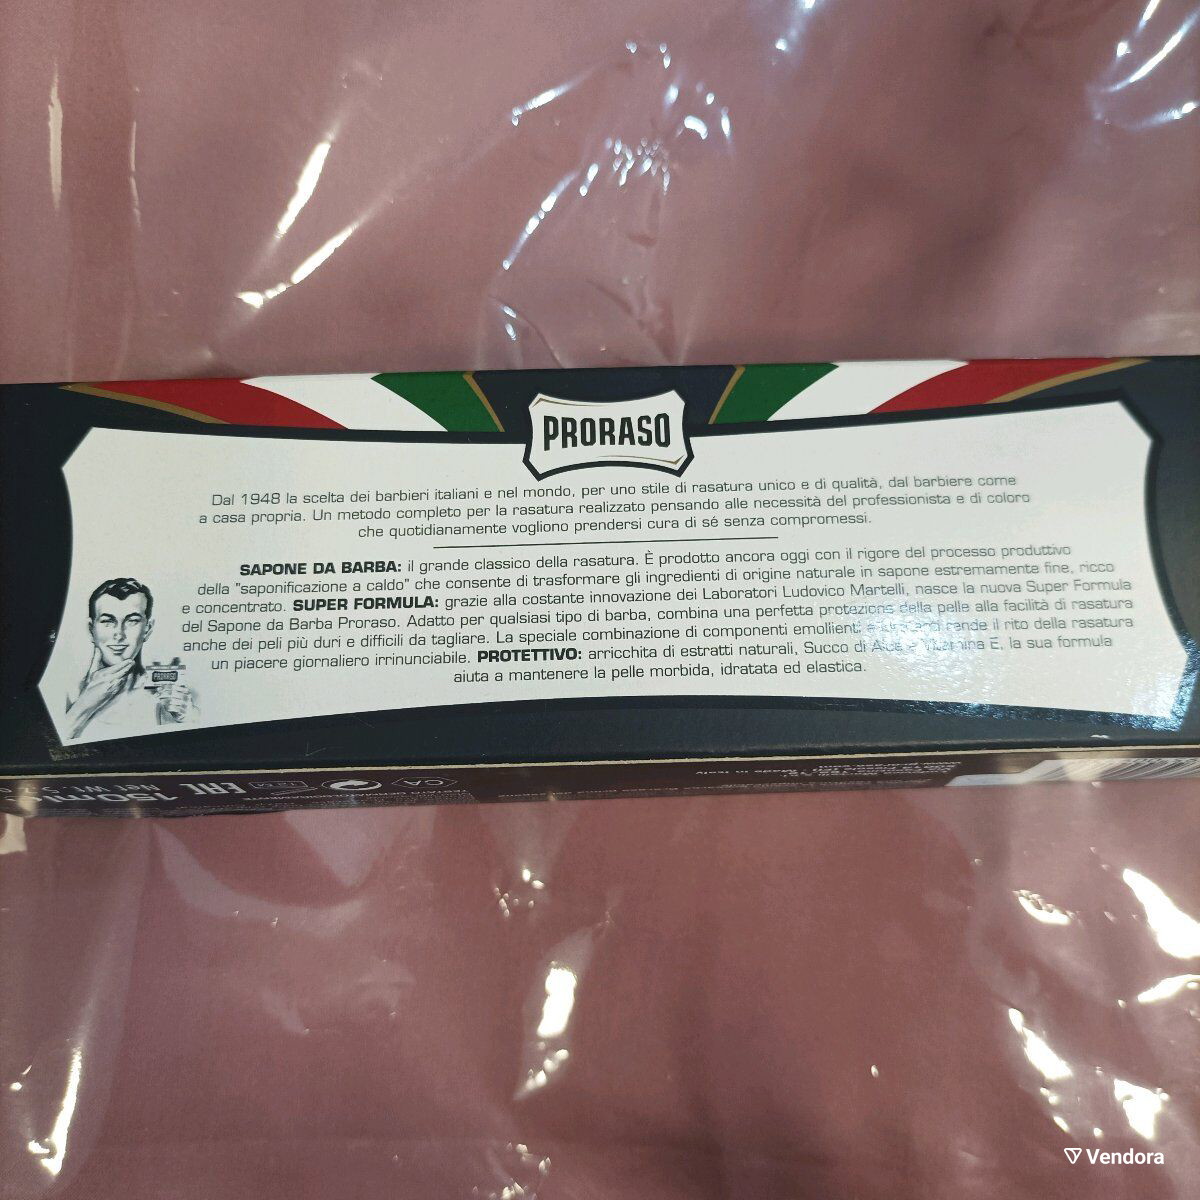 PRORASO
Dal 1948 la scelta dei barbieri italiani e nel mondo, per uno stile di rasatura unico e di qualità, dal barbiere come
a casa propria. Un metodo completo per la rasatura realizzato pensando alle necessità del professionista e di coloro
che quotidianamente vogliono prendersi cura di sé senza compromessi.
SAPONE DA BARBA: il grande classico della rasatura. È prodotto ancora oggi con il rigore del processo produttivo
della "saponificazione a caldo" che consente di trasformare gli ingredienti di origine naturale in sapone estremamente fine, ricco
e concentrato. SUPER FORMULA: grazie alla costante innovazione dei Laboratori Ludovico Martelli, nasce la nuova Super Formula
del Sapone da Barba Proraso. Adatto per qualsiasi tipo di barba, combina una perfetta protezione della pelle alla facilità di rasatura
anche dei peli più duri e difficili da tagliare. La speciale combinazione di componenti emollienti e rende il rito della rasatura
un piacere giornaliero irrinunciabile. PROTETTIVO: arricchita di estratti naturali, Succo di Aloe e Vitamina E, la sua formula
aiuta a mantenere la pelle morbida, idratata ed elastica.
PRORASO
150ml
Net Wt.
EAC
Vendora